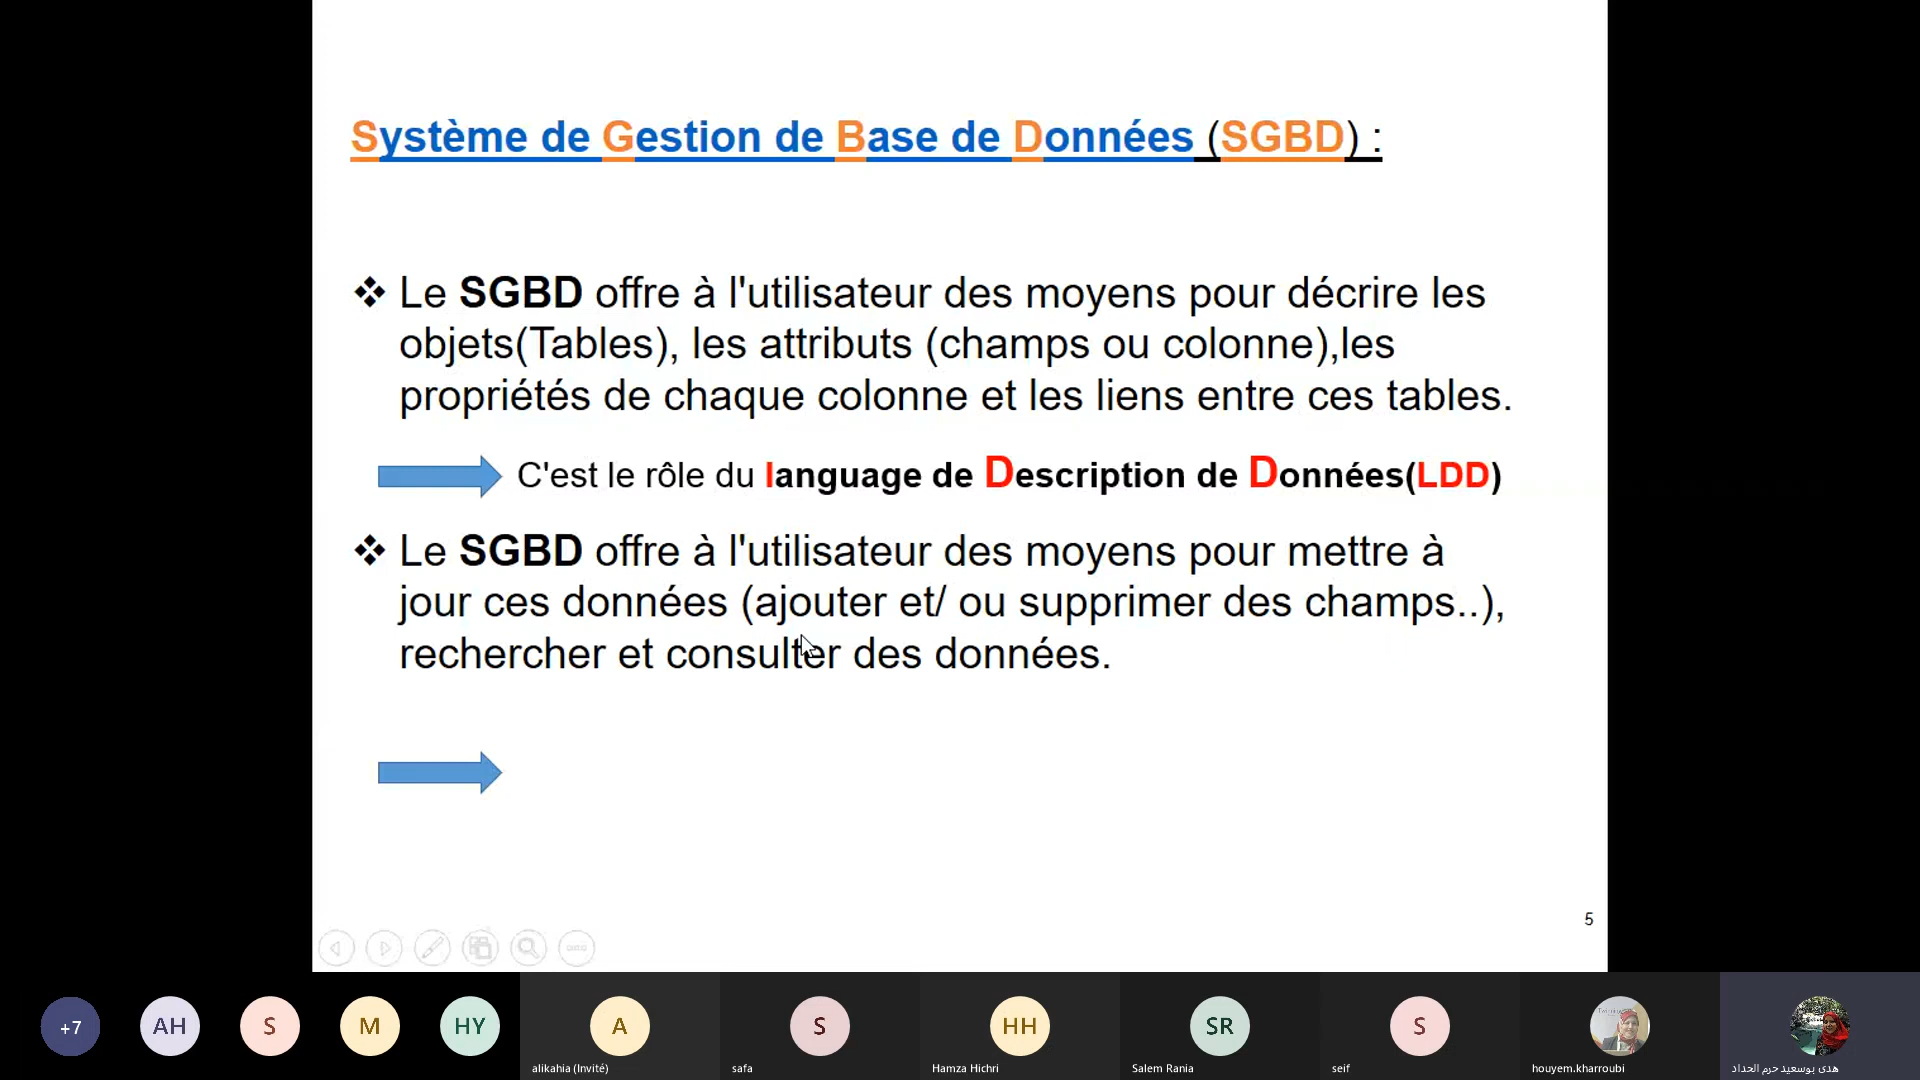 Système de Gestion de Base de Données (SGBD) :
❖ Le SGBD offre à l'utilisateur des moyens pour décrire les
objets(Tables), les attributs (champs ou colonne),les
propriétés de chaque colonne et les liens entre ces tables.
C'est le rôle du language de Description de Données(LDD)
❖ Le SGBD offre à l'utilisateur des moyens pour mettre à
jour ces données (ajouter et/ ou supprimer des champs..),
rechercher et consulter des données.
5
+7
AH
S
M
HY
A
S
HH
SR
S
alikahia (Invité)
safa
Hamza Hichri
Salem Rania
seif
houyem.kharroubi
هدى بوسعيد حرم الحداد